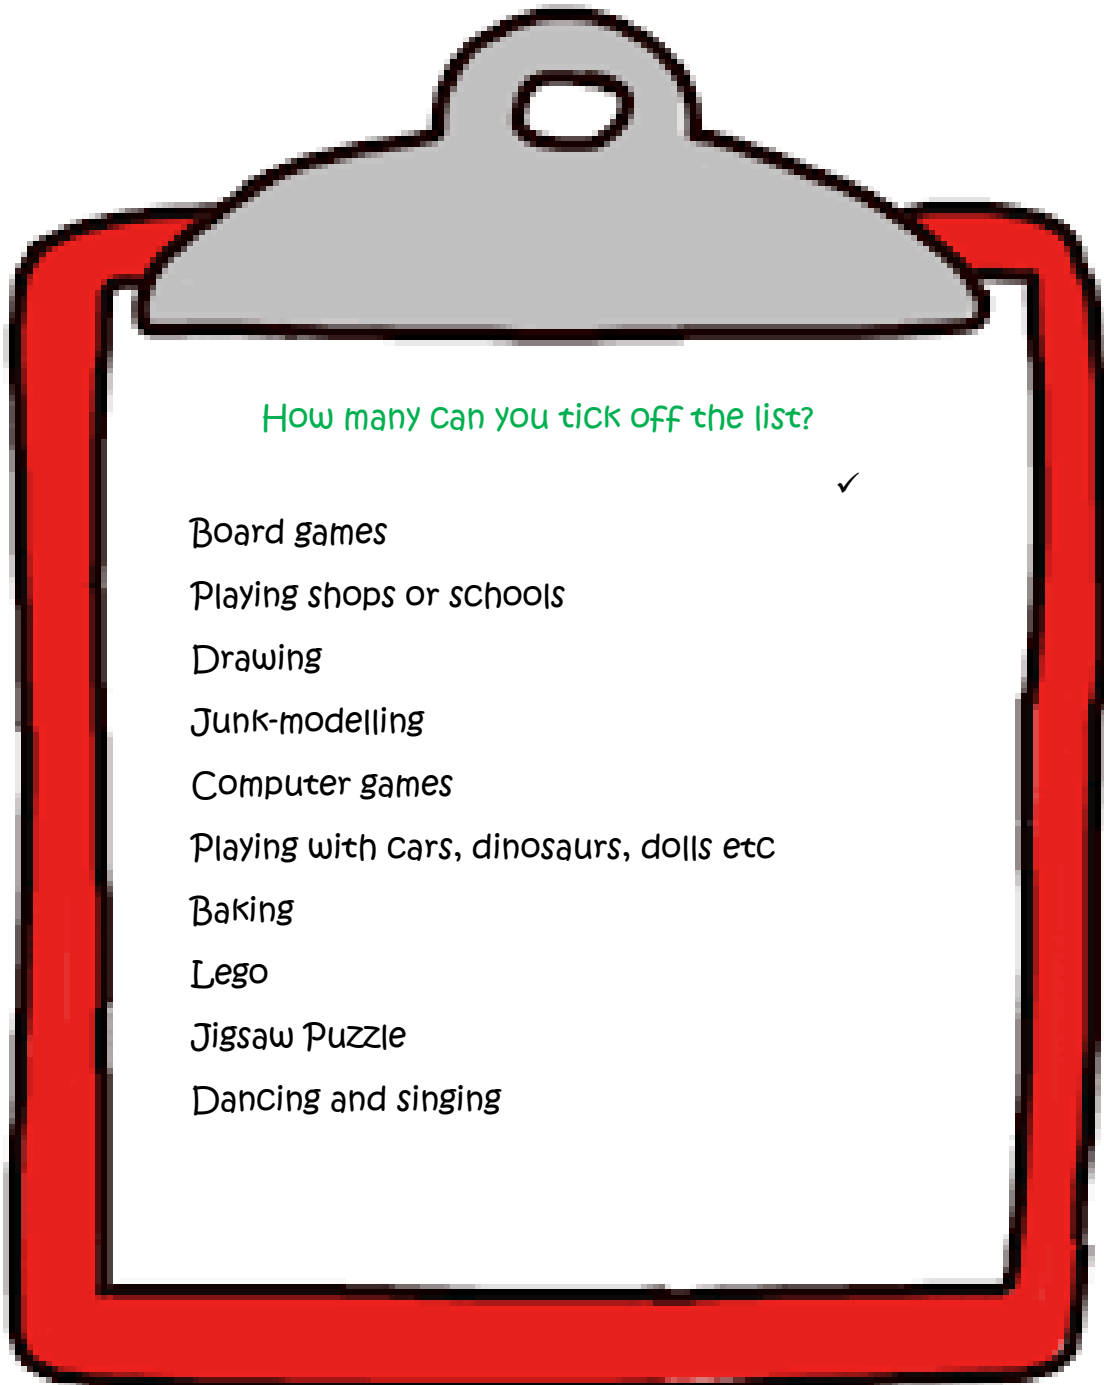 How many can you tick off the list?
✓
Board games
Playing shops or schools
Drawing
Junk-modelling
Computer games
Playing with cars, dinosaurs, dolls etc
Baking
Lego
Jigsaw Puzzle
Dancing and singing